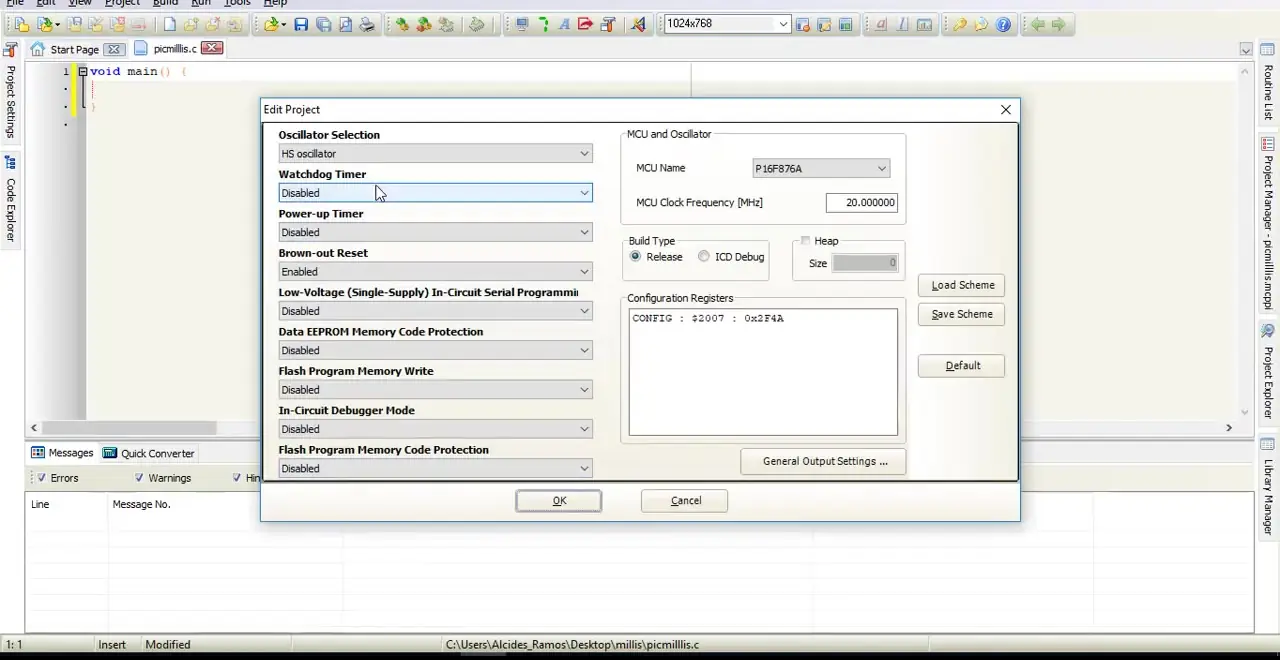 File Edit View Project Build Run Tools Help
1024x768
Start Page picmillis.c
1 void main() {
}
Project Settings
Code Explorer
Routine List
Project Manager - picmilllis.mcppi
Project Explorer
Library Manager
Edit Project
Oscillator Selection
HS oscillator
Watchdog Timer
Disabled
Power-up Timer
Disabled
Brown-out Reset
Enabled
Low-Voltage (Single-Supply) In-Circuit Serial Programmin
Disabled
Data EEPROM Memory Code Protection
Disabled
Flash Program Memory Write
Disabled
In-Circuit Debugger Mode
Disabled
Flash Program Memory Code Protection
Disabled
MCU and Oscillator
MCU Name P16F876A
MCU Clock Frequency [MHz] 20.000000
Build Type
Release ICD Debug
Heap
Size 0
Configuration Registers
CONFIG : $2007 : 0x2F4A
Load Scheme
Save Scheme
Default
General Output Settings ...
OK Cancel
Messages Quick Converter
Errors Warnings Hin
Line Message No.
1: 1 Insert Modified C:\Users\Alcides_Ramos\Desktop\millis\picmilllis.c